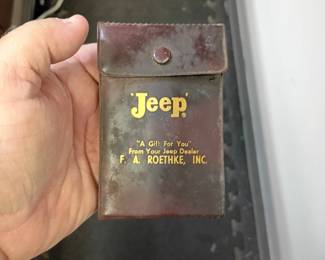 'Jeep'®
"A Gift For You"
From Your Jeep Dealer
F. A. ROETHKE, INC.